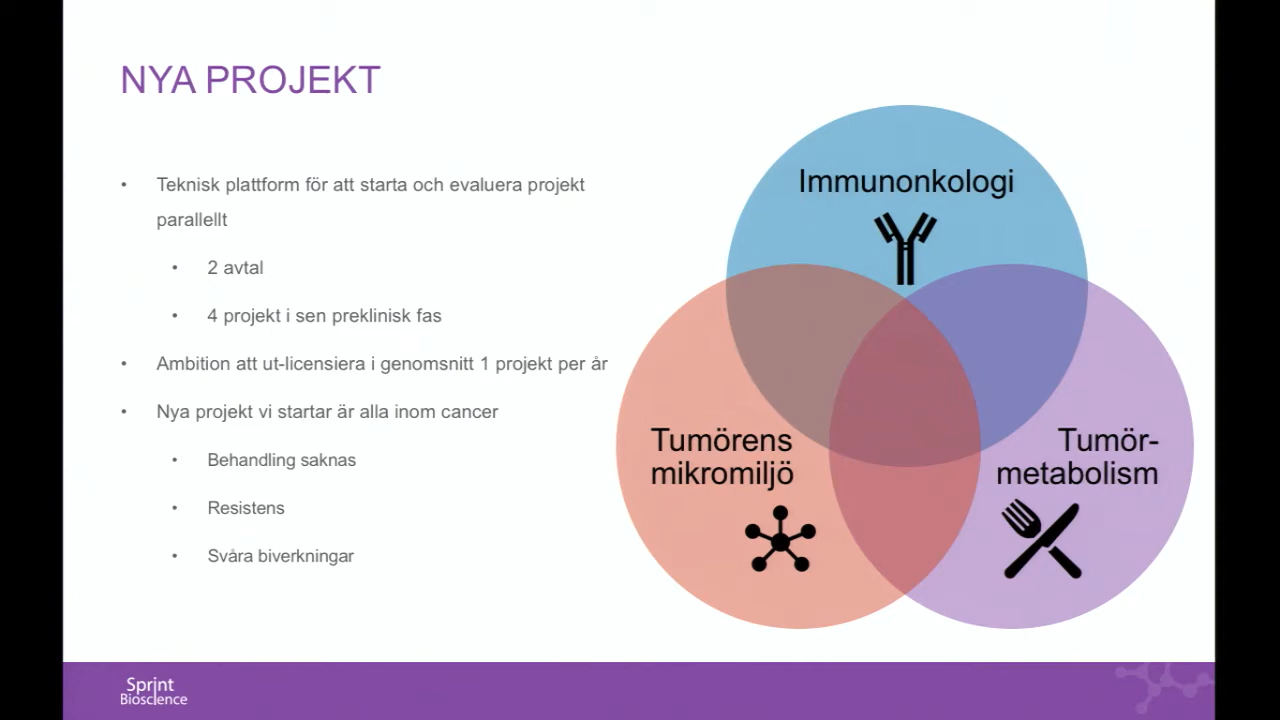 NYA PROJEKT
• Teknisk plattform för att starta och evaluera projekt
parallellt
• 2 avtal
• 4 projekt i sen preklinisk fas
• Ambition att ut-licensiera i genomsnitt 1 projekt per år
• Nya projekt vi startar är alla inom cancer
• Behandling saknas
• Resistens
• Svåra biverkningar
Immunonkologi
Tumörens
mikromiljö
Tumör-
metabolism
Sprint
Bioscience